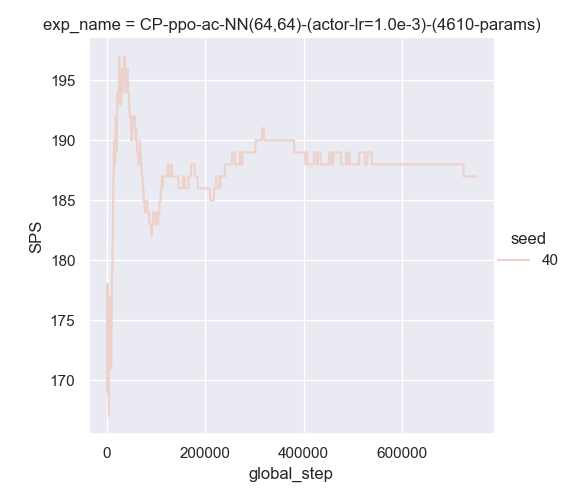 exp_name = CP-ppo-ac-NN(64,64)-(actor-lr=1.0e-3)-(4610-params)
195
190
185
180
175
170
SPS
0
200000
400000
600000
global_step
seed
40